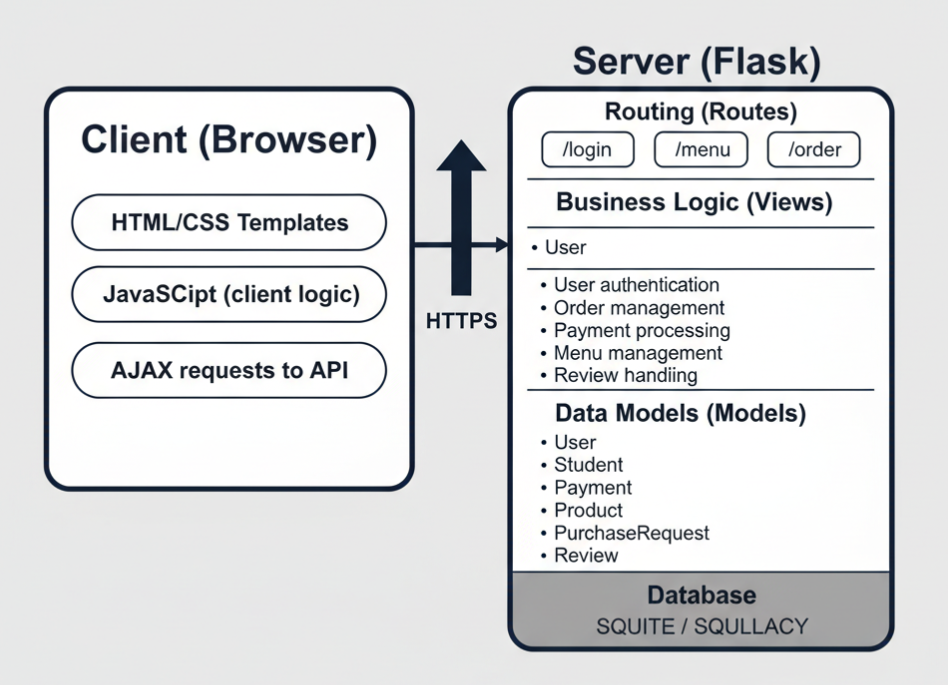 Client (Browser)
HTML/CSS Templates
JavaSCipt (client logic)
AJAX requests to API
HTTPS
Server (Flask)
Routing (Routes)
/login
/menu
/order
Business Logic (Views)
• User
• User authentication
• Order management
• Payment processing
• Menu management
• Review handiing
Data Models (Models)
• User
• Student
• Payment
• Product
• PurchaseRequest
• Review
Database
SQUITE / SQULLACY